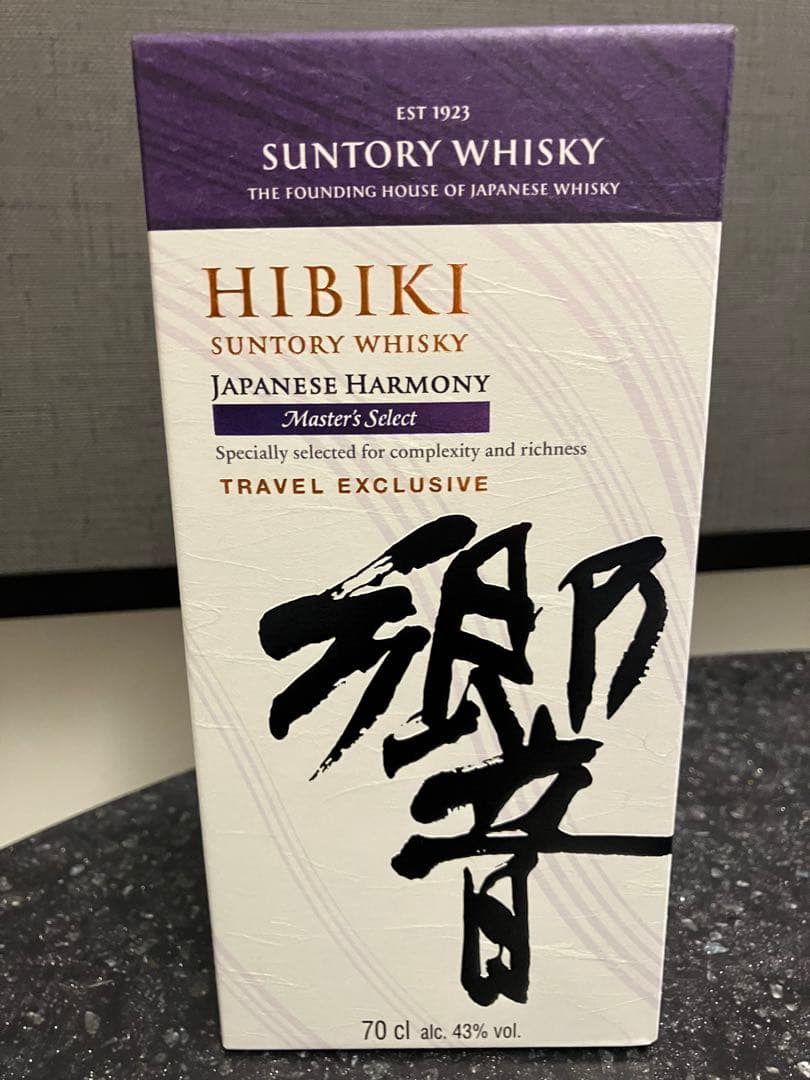 EST 1923
SUNTORY WHISKY
THE FOUNDING HOUSE OF JAPANESE WHISKY
HIBIKI
SUNTORY WHISKY
JAPANESE HARMONY
Master's Select
Specially selected for complexity and richness
TRAVEL EXCLUSIVE
響
70 cl alc. 43% vol.